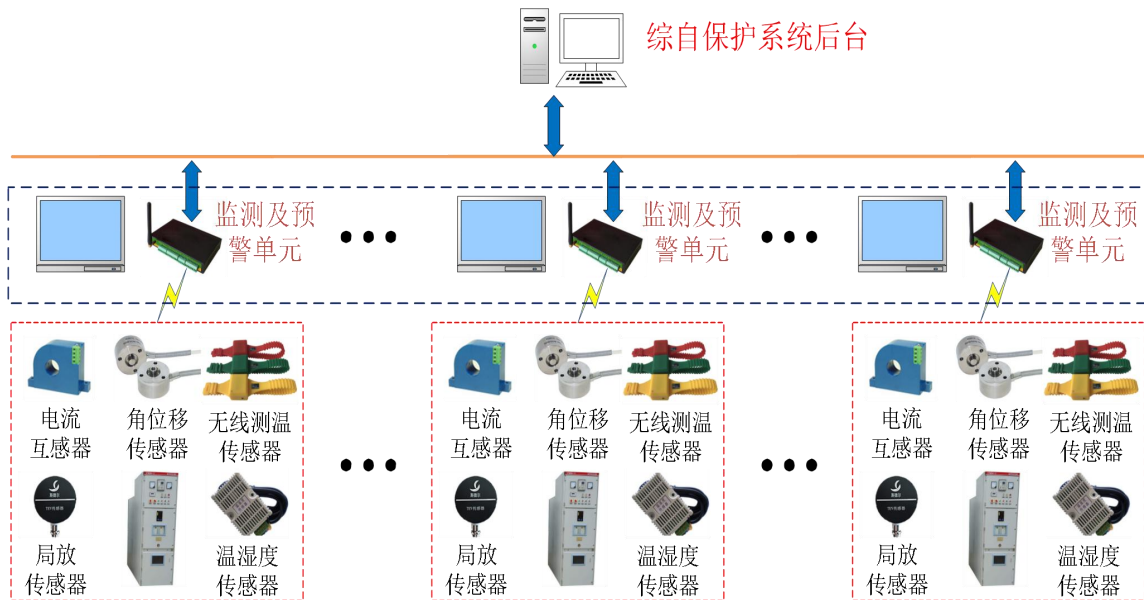 综自保护系统后台
监测及预
警单元
监测及预
警单元
监测及预
警单元
电流
互感器
角位移
传感器
无线测温
传感器
局放
传感器
温湿度
传感器
电流
互感器
角位移
传感器
无线测温
传感器
局放
传感器
温湿度
传感器
电流
互感器
角位移
传感器
无线测温
传感器
局放
传感器
温湿度
传感器